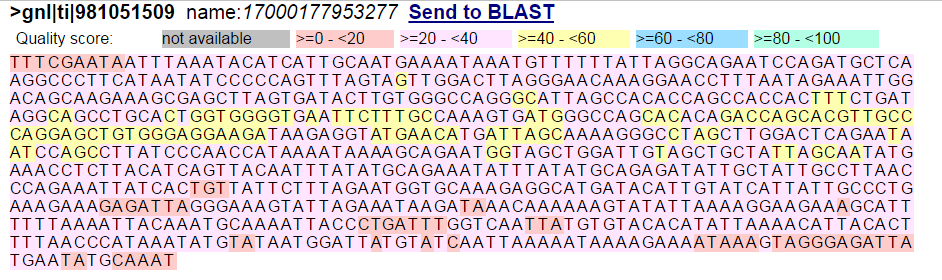 >gnl|ti|981051509 name:17000177953277 Send to BLAST
Quality score: not available >=0 - <20 >=20 - <40 >=40 - <60 >=60 - <80 >=80 - <100
TTTCGAATAATTTAAATACATCATTGCAATGAAAATAAATGTTTTTTATTAGGCAGAATCCAGATGCTCA
AGGCCCTTCATAATATCCCCCAGTTTAGTAGTTGGACTTAGGGAACAAAGGAACCTTTAATAGAAATTGG
ACAGCAAGAAAGCGAGCTTAGTGATACTTGTGGGCCAGGGCATTAGCCACACCAGCCACCACTTTCTGAT
AGGCAGCCTGCACTGGTGGGGTGAATTCTTTGCCAAAGTGATGGGCCAGCACACAGACCAGCACGTTGCC
CAGGAGCTGTGGGAGGAAGATAAGAGGTATGAACATGATTAGCAAAAGGGCCTAGCTTGGACTCAGAATA
ATCCAGCCTTATCCCAACCATAAAATAAAAGCAGAATGGTAGCTGGATTGTAGCTGCTATTAGCAATATG
AAACCTCTTACATCAGTTACAATTTATATGCAGAAATATTTATATGCAGAGATATTGCTATTGCCTTAAC
CCAGAAATTATCACTGTTATTCTTTAGAATGGTGCAAAGAGGCATGATACATTGTATCATTATTGCCCTG
AAAGAAAGAGATTAGGGAAAGTATTAGAAATAAGATAAACAAAAAAGTATATTAAAAGGAAGAAAGCATT
TTTTAAAATTACAAATGCAAAATTACCCTGATTTGGTCAATTATGTGTACACATATTAAAACATTACACT
TTTAACCCATAAATATGTATAATGGATTATGTATCAATTAAAAATAAAAGAAAATAAAGTAGGGAGATTA
TGAATATGCAAAT